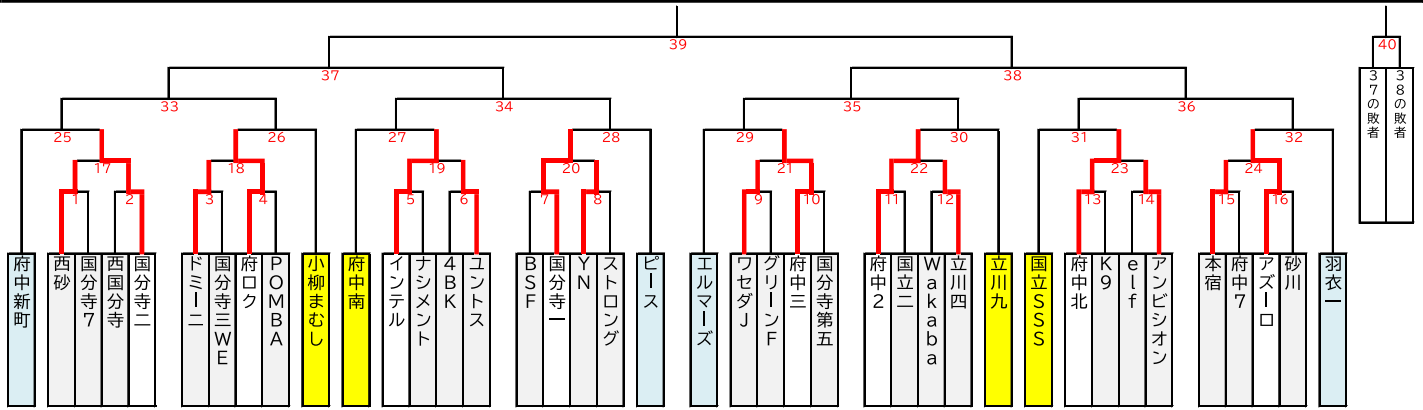 39
40
37
38
37の敗者
38の敗者
33
34
35
36
25
26
27
28
29
30
31
32
17
18
19
20
21
22
23
24
1
2
3
4
5
6
7
8
9
10
11
12
13
14
15
16
府中新町
西砂
国分寺7
西国分寺
国分寺二
ドミーニ
国分寺三WE
府ロク
POMBA
小柳まむし
府中南
インテル
ナシメント
4BK
ユントス
BSF
国分寺一
YN
ストロング
ピース
エルマーズ
ワセダJ
グリーンF
府中三
国分寺第五
府中2
国立二
Wakaba
立川四
立川九
国立SSS
府中北
K9
elf
アンビシオン
本宿
府中7
アズーロ
砂川
羽衣一